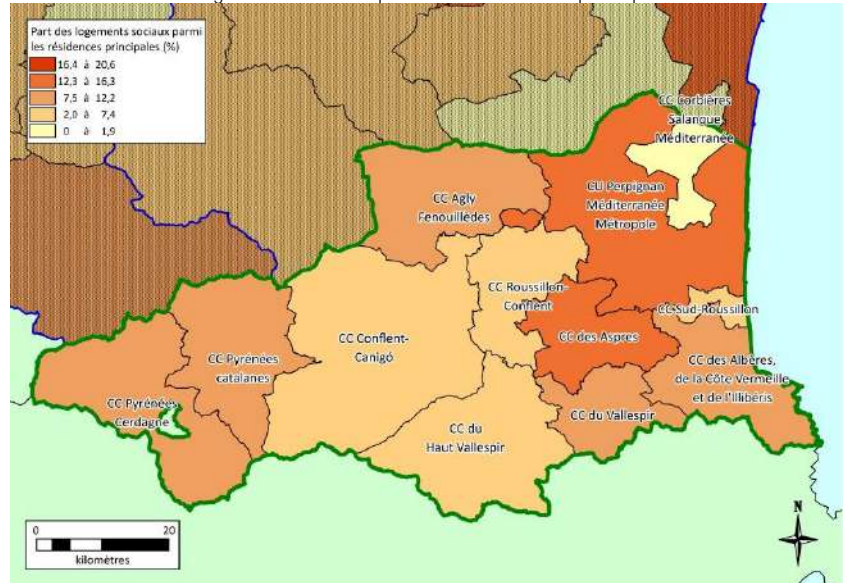 Part des logements sociaux parmi
les résidences principales (%)
16,4 à 20,6
12,3 à 16,3
7,5 à 12,2
2,0 à 7,4
0 à 1,9
CC Corbières
Salanque
Méditerranée
CC Agly
Fenouillèdes
CU Perpignan
Méditerranée
Métropole
CC Roussillon-
Conflent
CC Sud-Roussillon
CC Conflent-
Canigó
CC des Aspres
CC Pyrénées
catalanes
CC des Albères,
de la Côte Vermeille
et de l'Illibéris
CC Pyrénées
Cerdagne
CC du Vallespir
CC du
Haut Vallespir
0 20
kilomètres
N